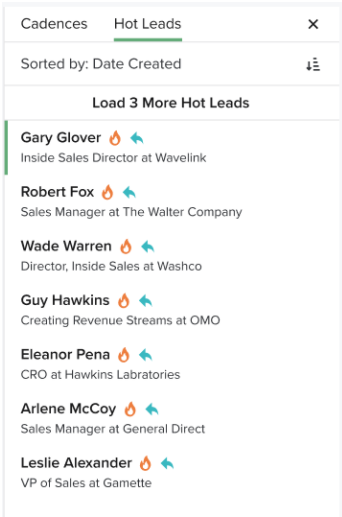 Cadences Hot Leads
Sorted by: Date Created
Load 3 More Hot Leads
Gary Glover
Inside Sales Director at Wavelink
Robert Fox
Sales Manager at The Walter Company
Wade Warren
Director, Inside Sales at Washco
Guy Hawkins
Creating Revenue Streams at OMO
Eleanor Pena
CRO at Hawkins Labratories
Arlene McCoy
Sales Manager at General Direct
Leslie Alexander
VP of Sales at Gamette